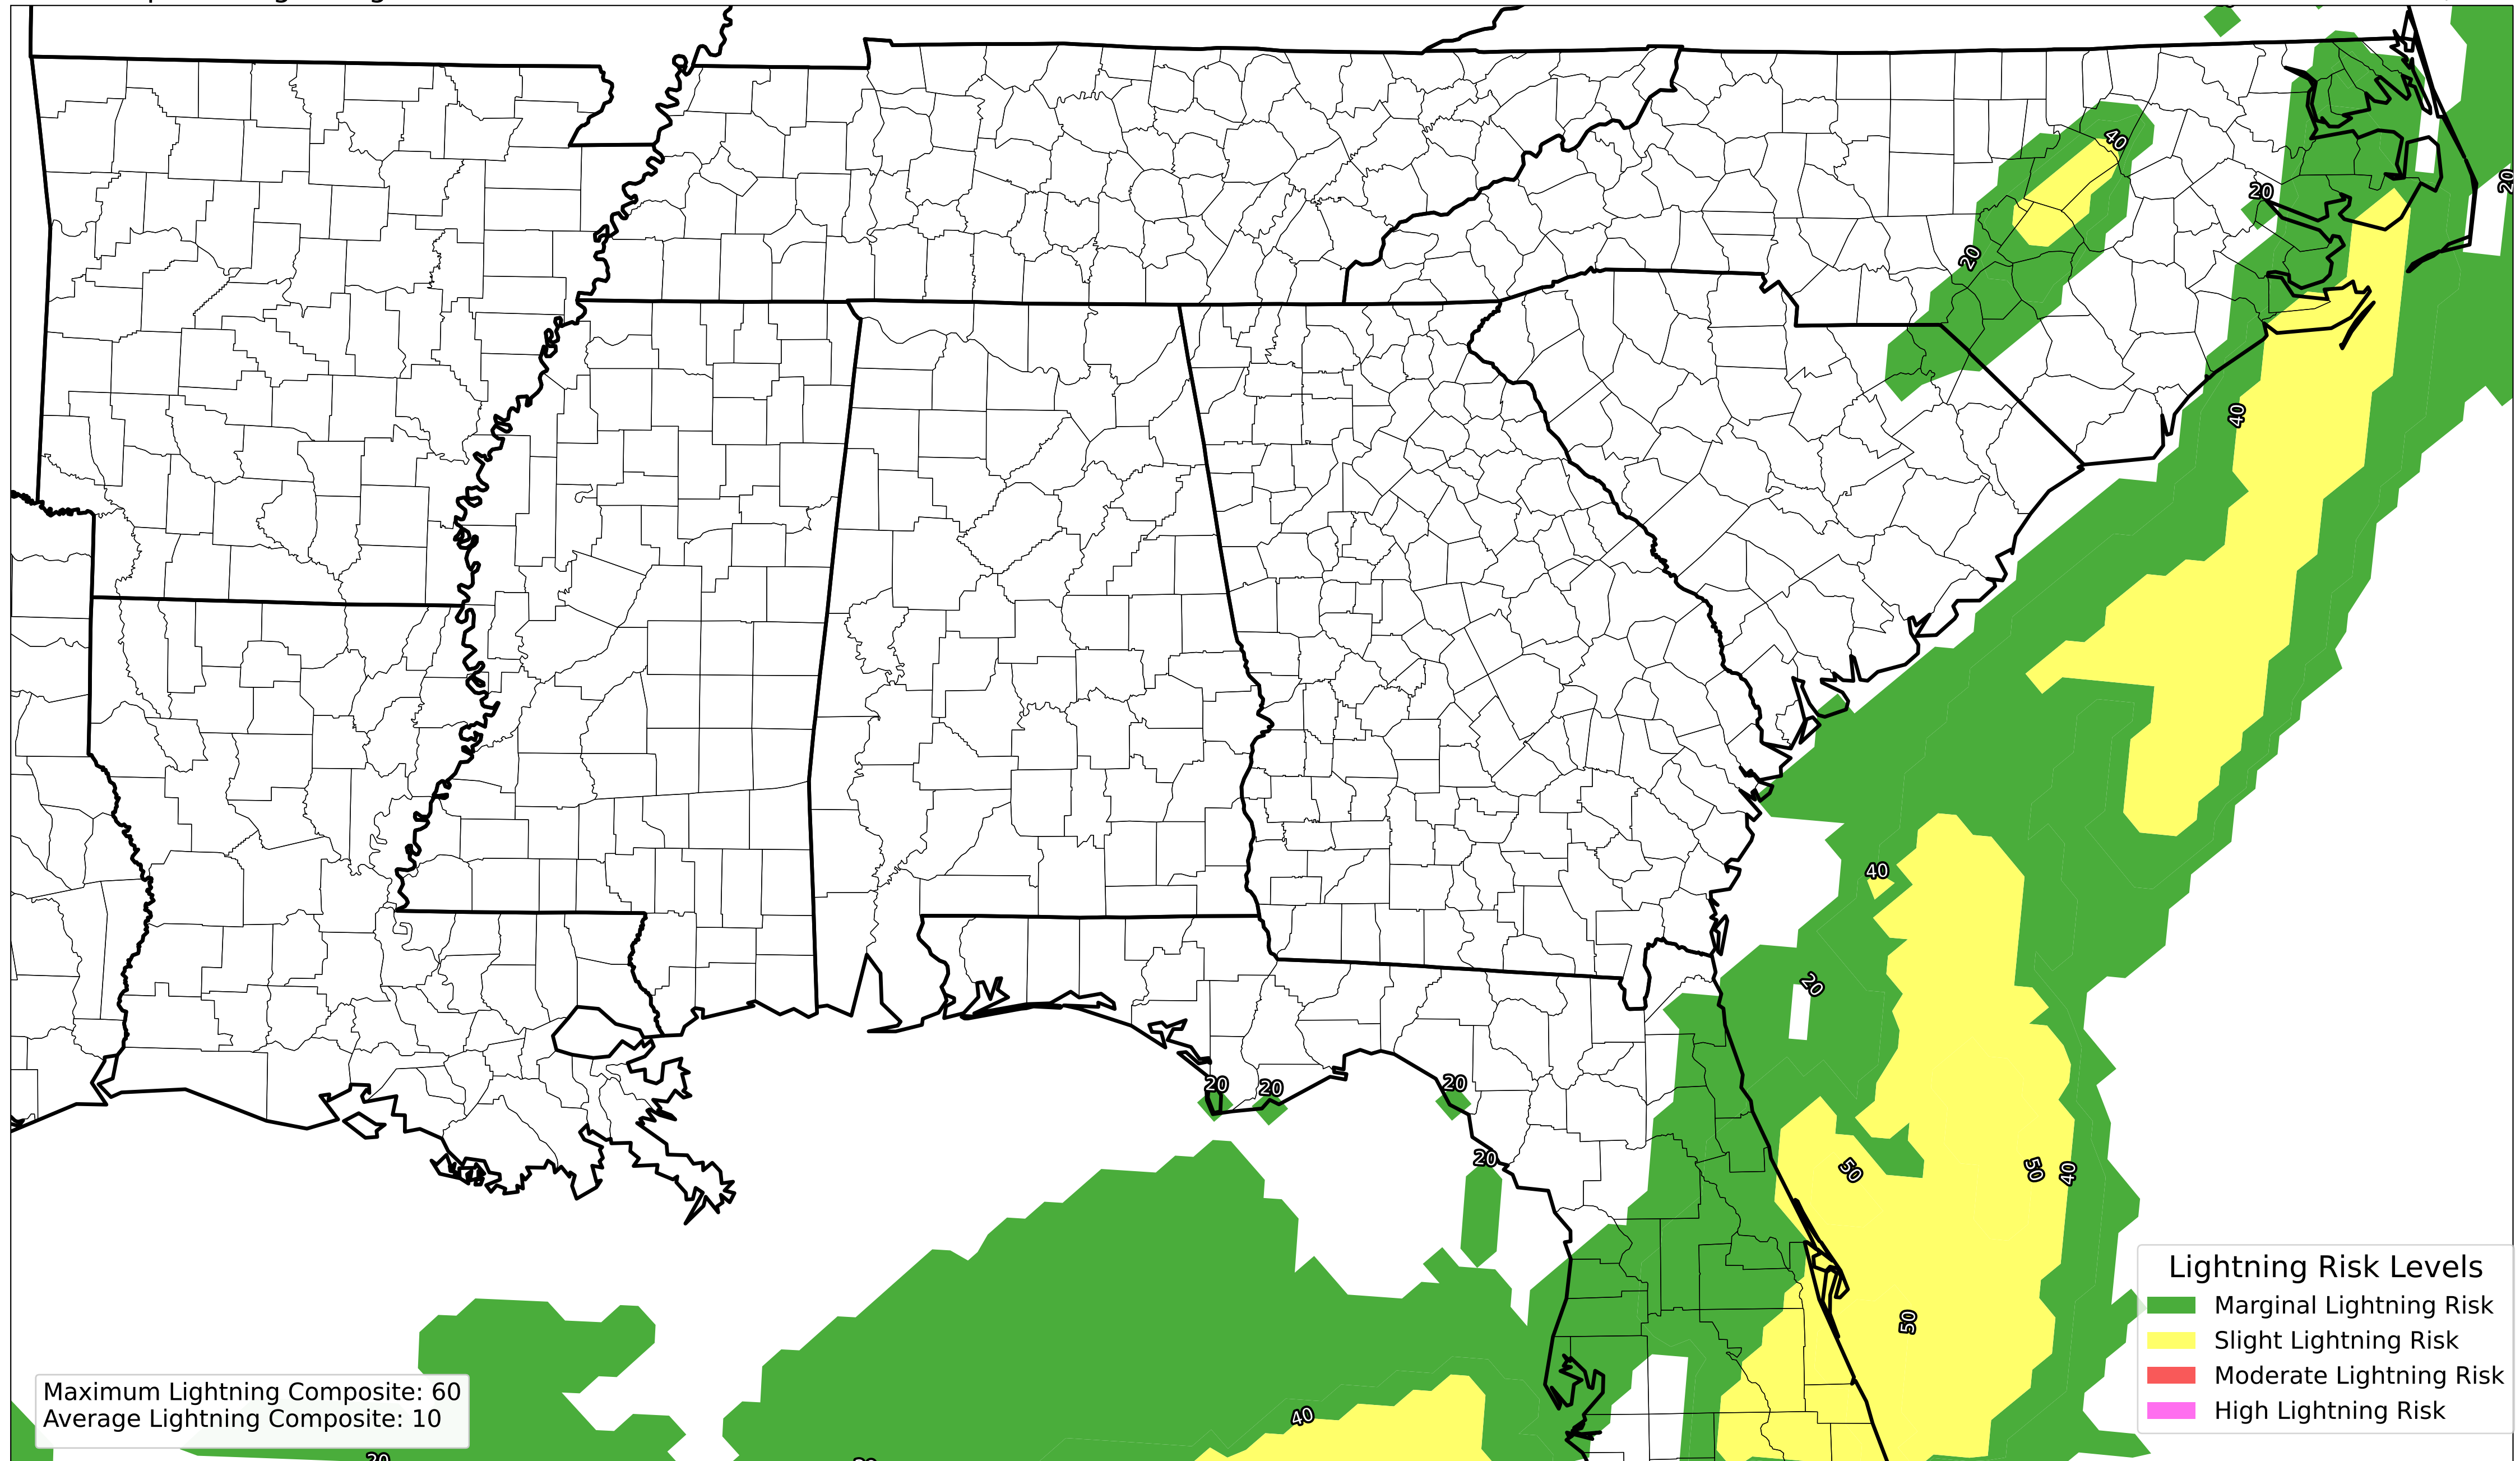 40
20
20
20
40
40
20
20
20
20
20
50
50
40
50
40
Lightning Risk Levels
Marginal Lightning Risk
Slight Lightning Risk
Moderate Lightning Risk
High Lightning Risk
Maximum Lightning Composite: 60
Average Lightning Composite: 10
20